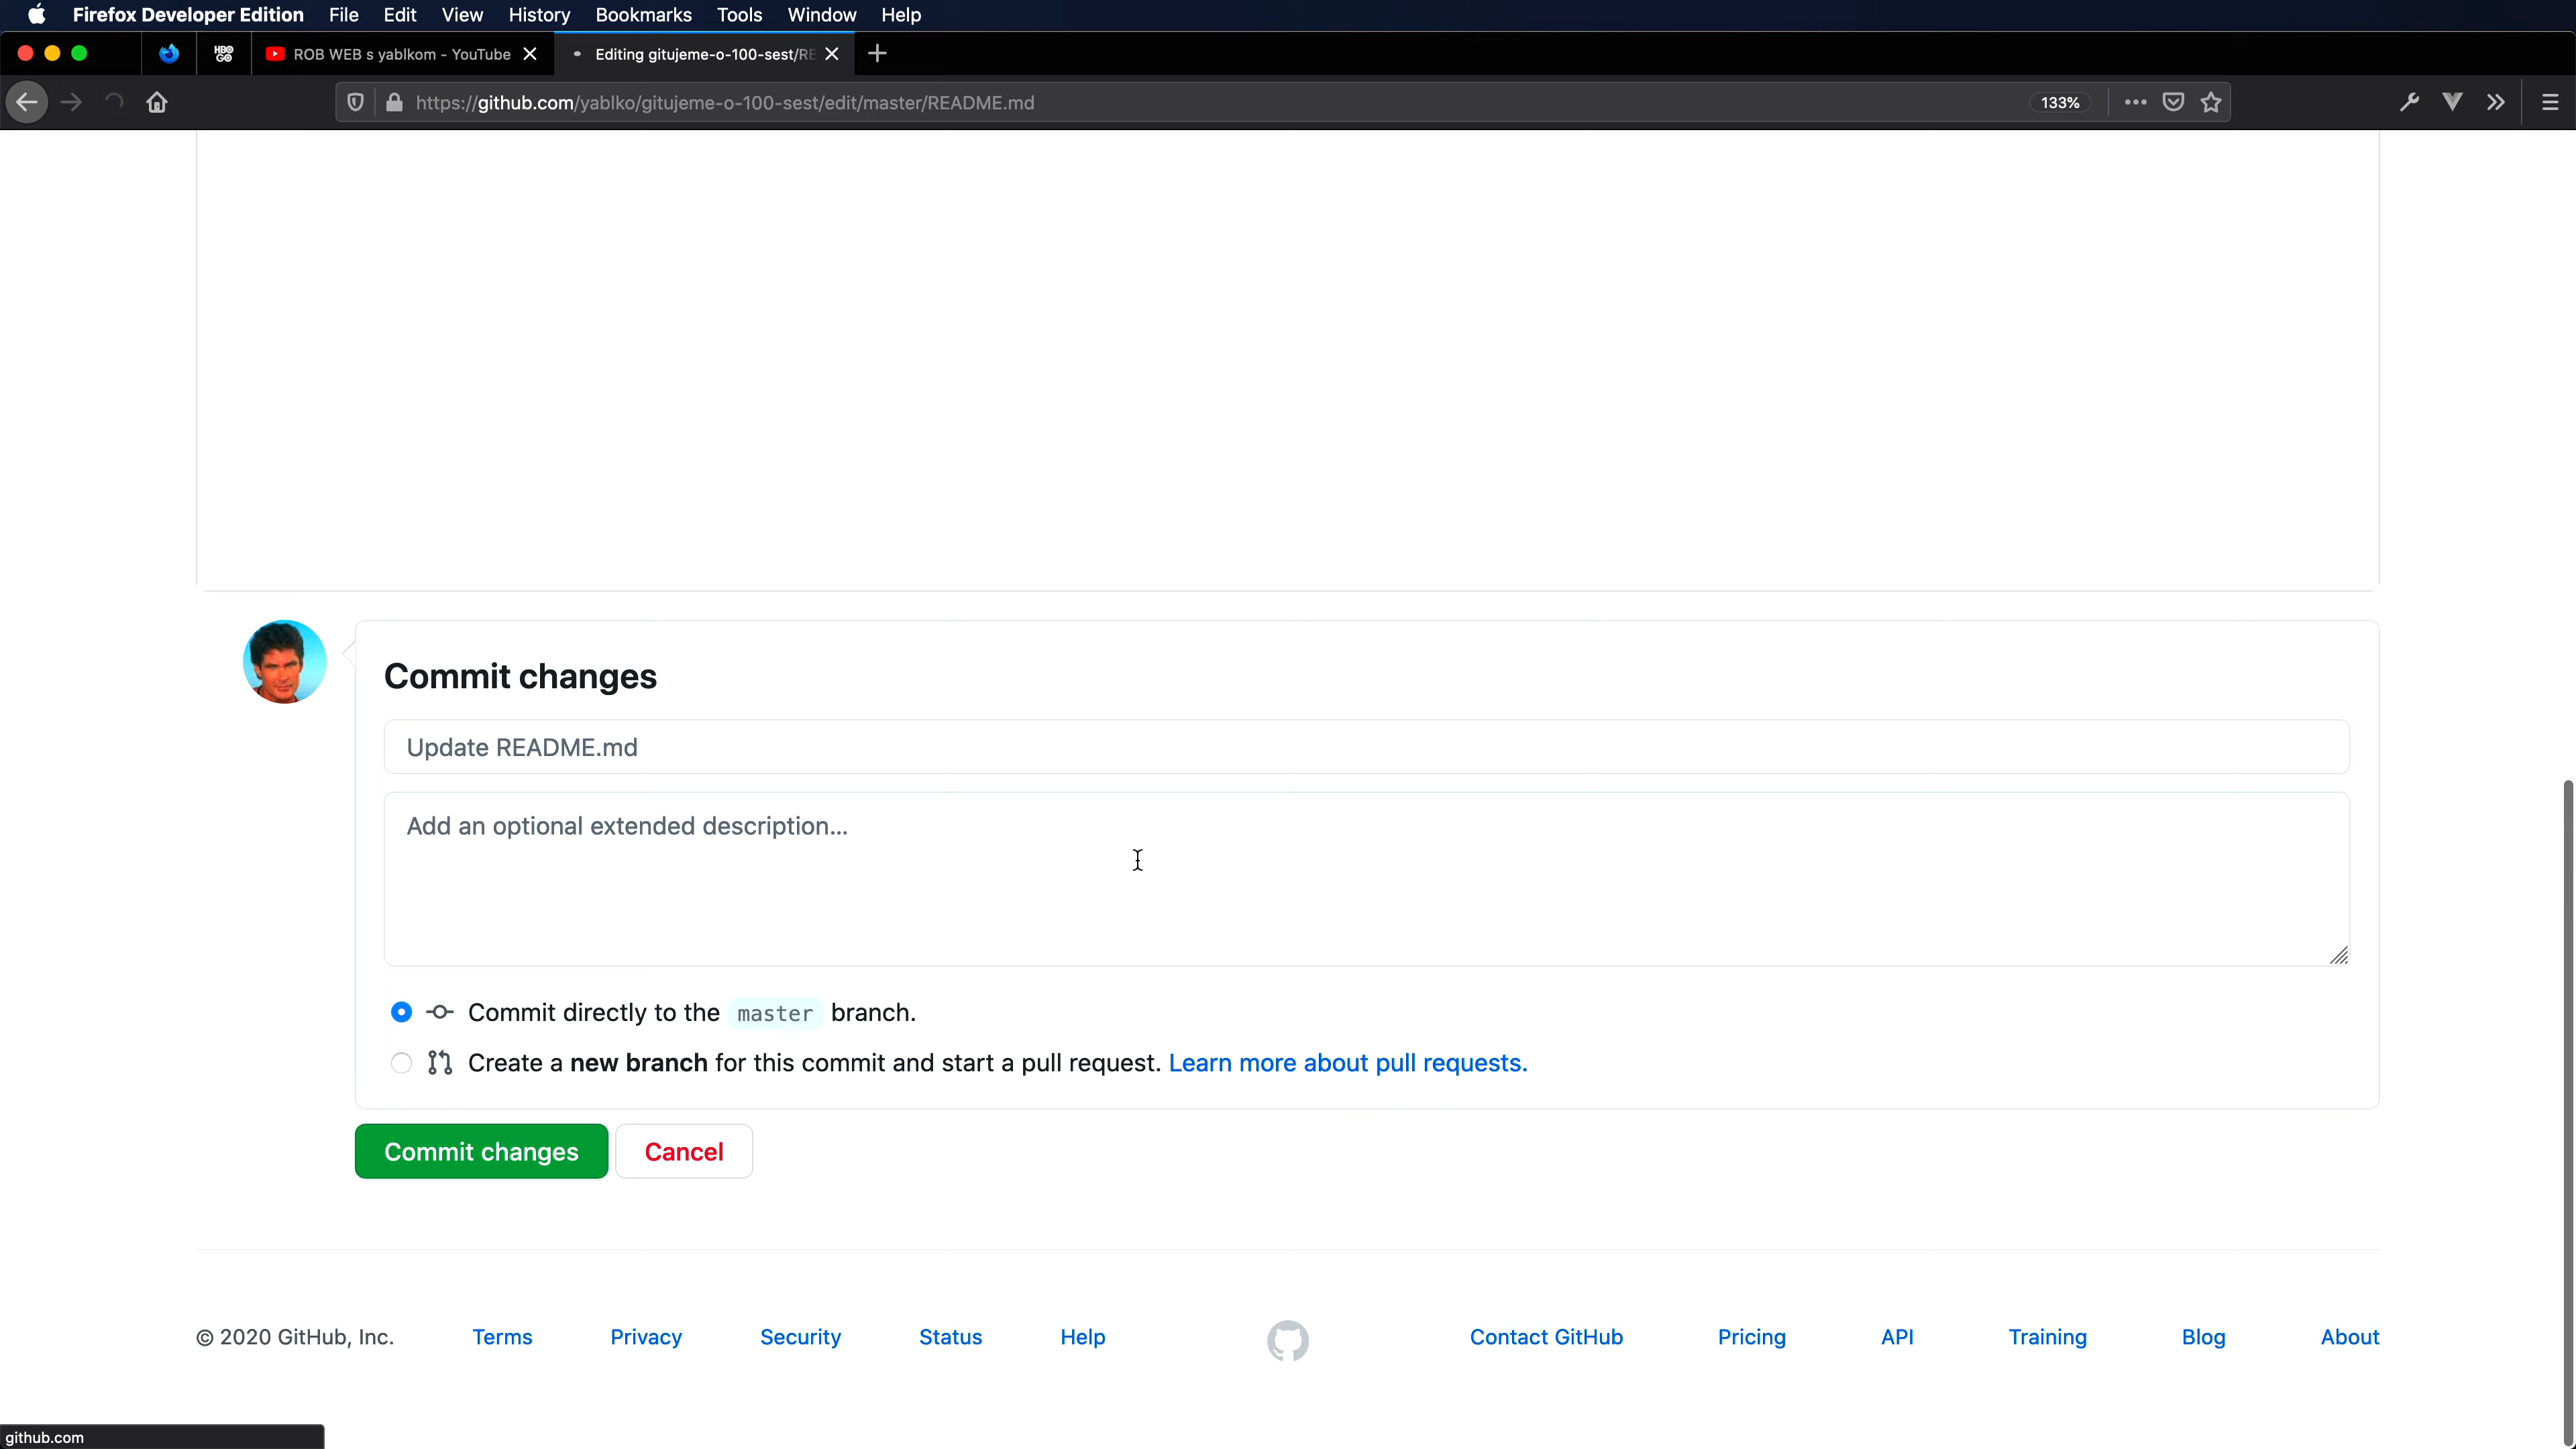 Firefox Developer Edition File Edit View History Bookmarks Tools Window Help
HBO GO ROB WEB s yablkom - YouTube Editing gitujeme-o-100-sest/RE
https://github.com/yablko/gitujeme-o-100-sest/edit/master/README.md 133%
Commit changes
Update README.md
Add an optional extended description...
Commit directly to the master branch.
Create a new branch for this commit and start a pull request. Learn more about pull requests.
Commit changes Cancel
© 2020 GitHub, Inc. Terms Privacy Security Status Help Contact GitHub Pricing API Training Blog About
github.com